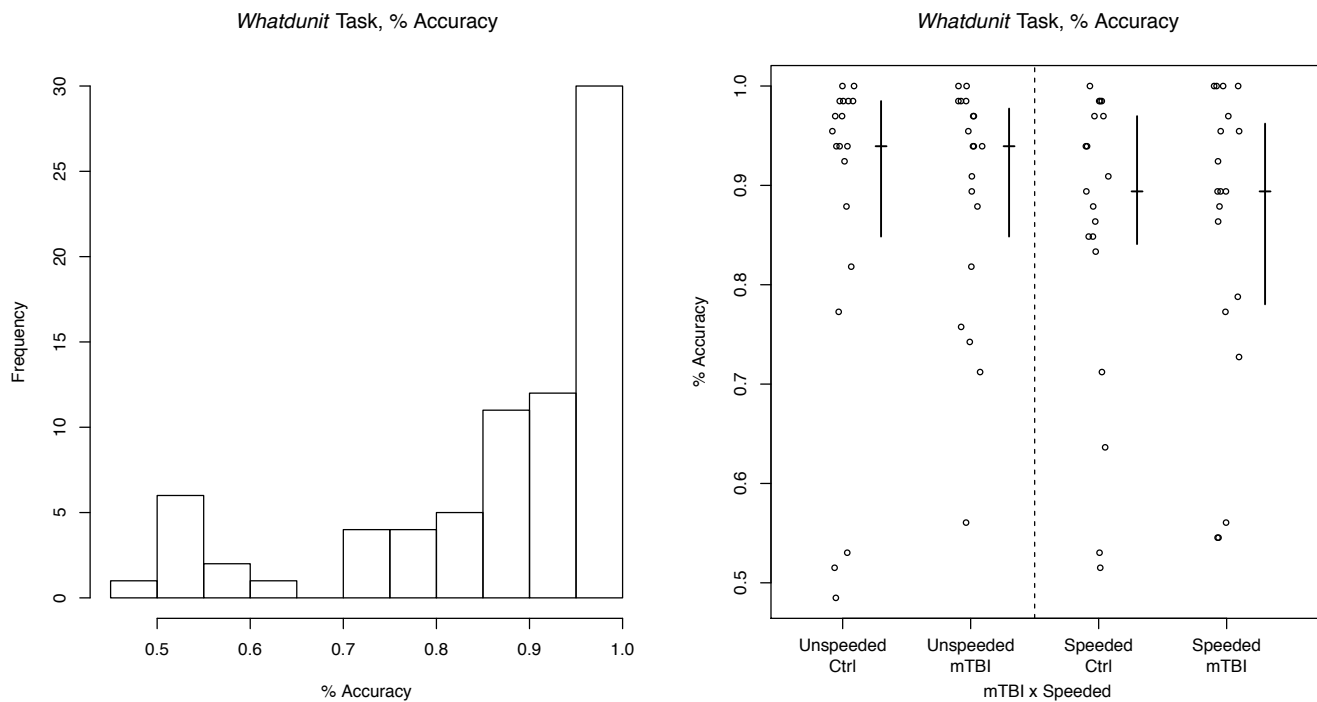 Whatdunit Task, % Accuracy
Frequency
30
25
20
15
10
5
0
0.5 0.6 0.7 0.8 0.9 1.0
% Accuracy
Whatdunit Task, % Accuracy
% Accuracy
1.0
0.9
0.8
0.7
0.6
0.5
Unspeeded Unspeeded Speeded Speeded
Ctrl mTBI Ctrl mTBI
mTBI x Speeded